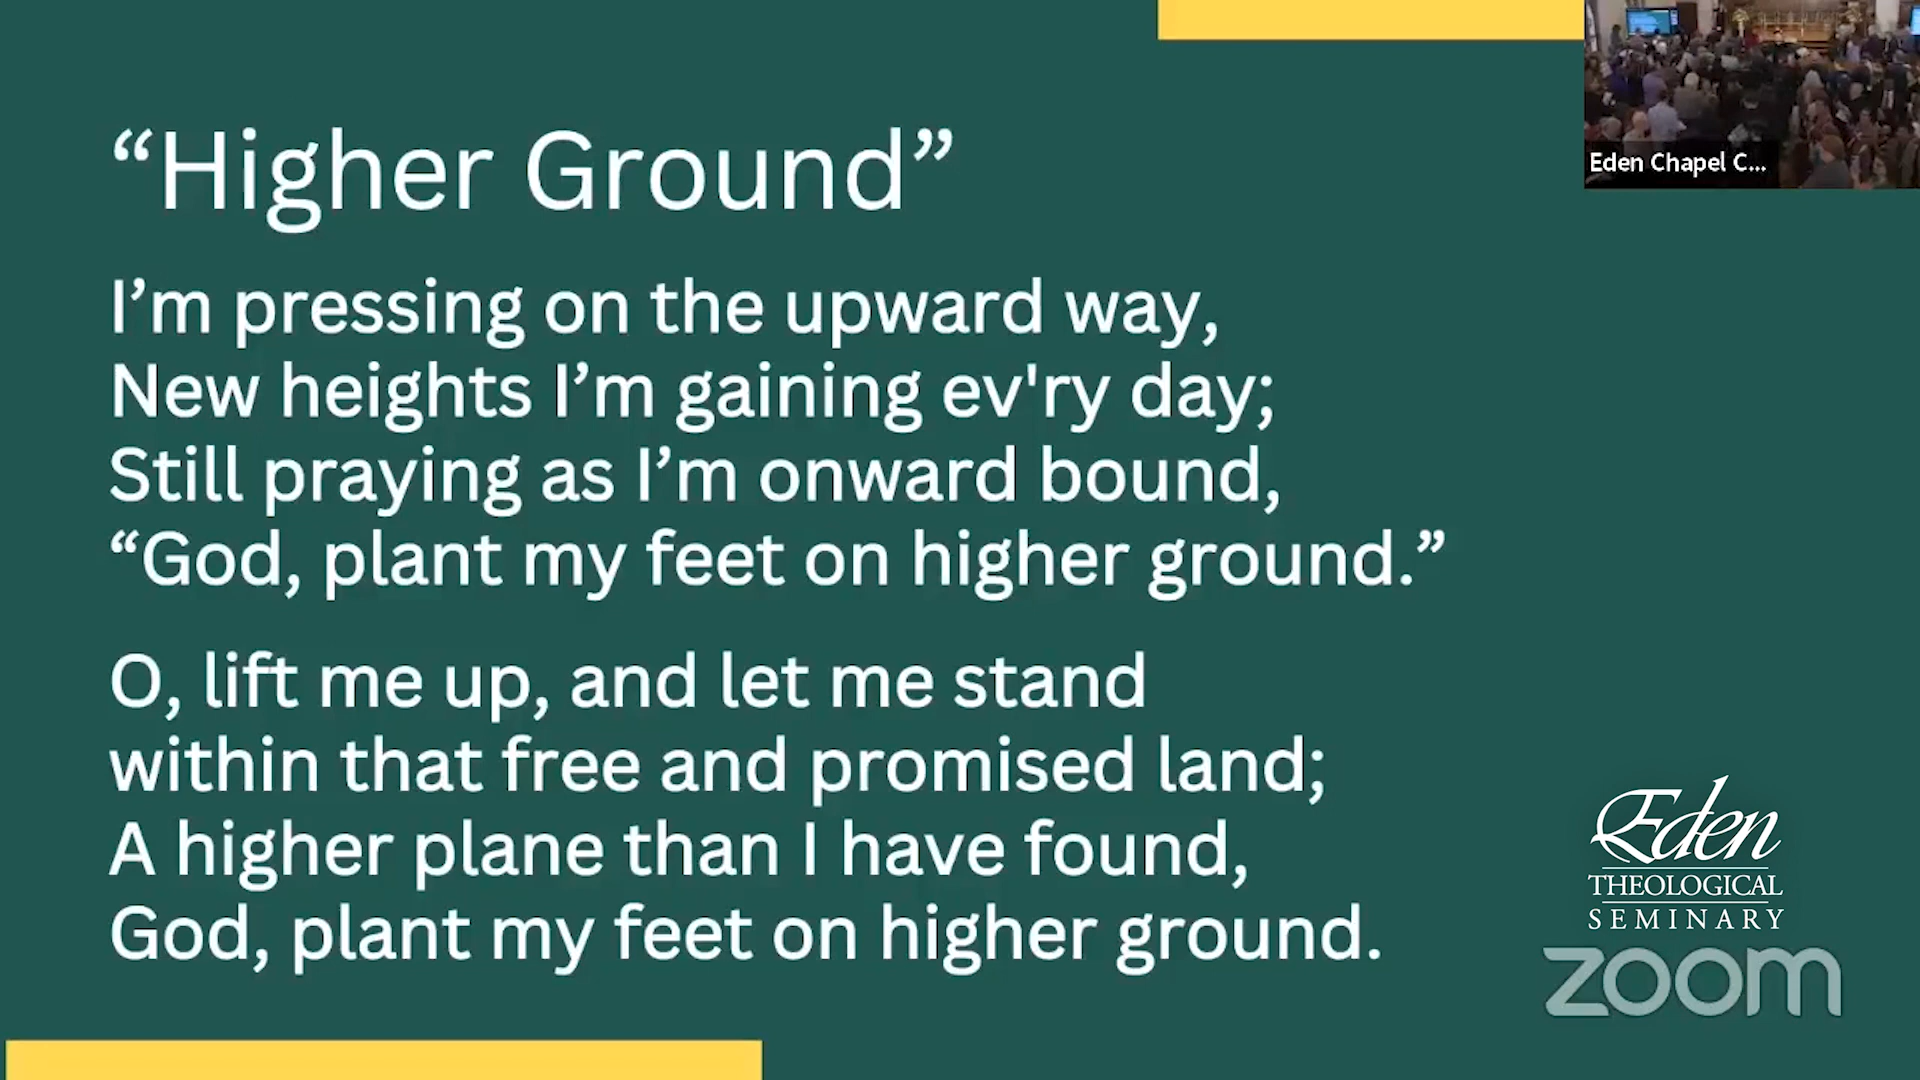 “Higher Ground”
I’m pressing on the upward way,
New heights I’m gaining ev'ry day;
Still praying as I’m onward bound,
“God, plant my feet on higher ground.”
O, lift me up, and let me stand
within that free and promised land;
A higher plane than I have found,
God, plant my feet on higher ground.
Eden Chapel C...
Eden
THEOLOGICAL
SEMINARY
zoom